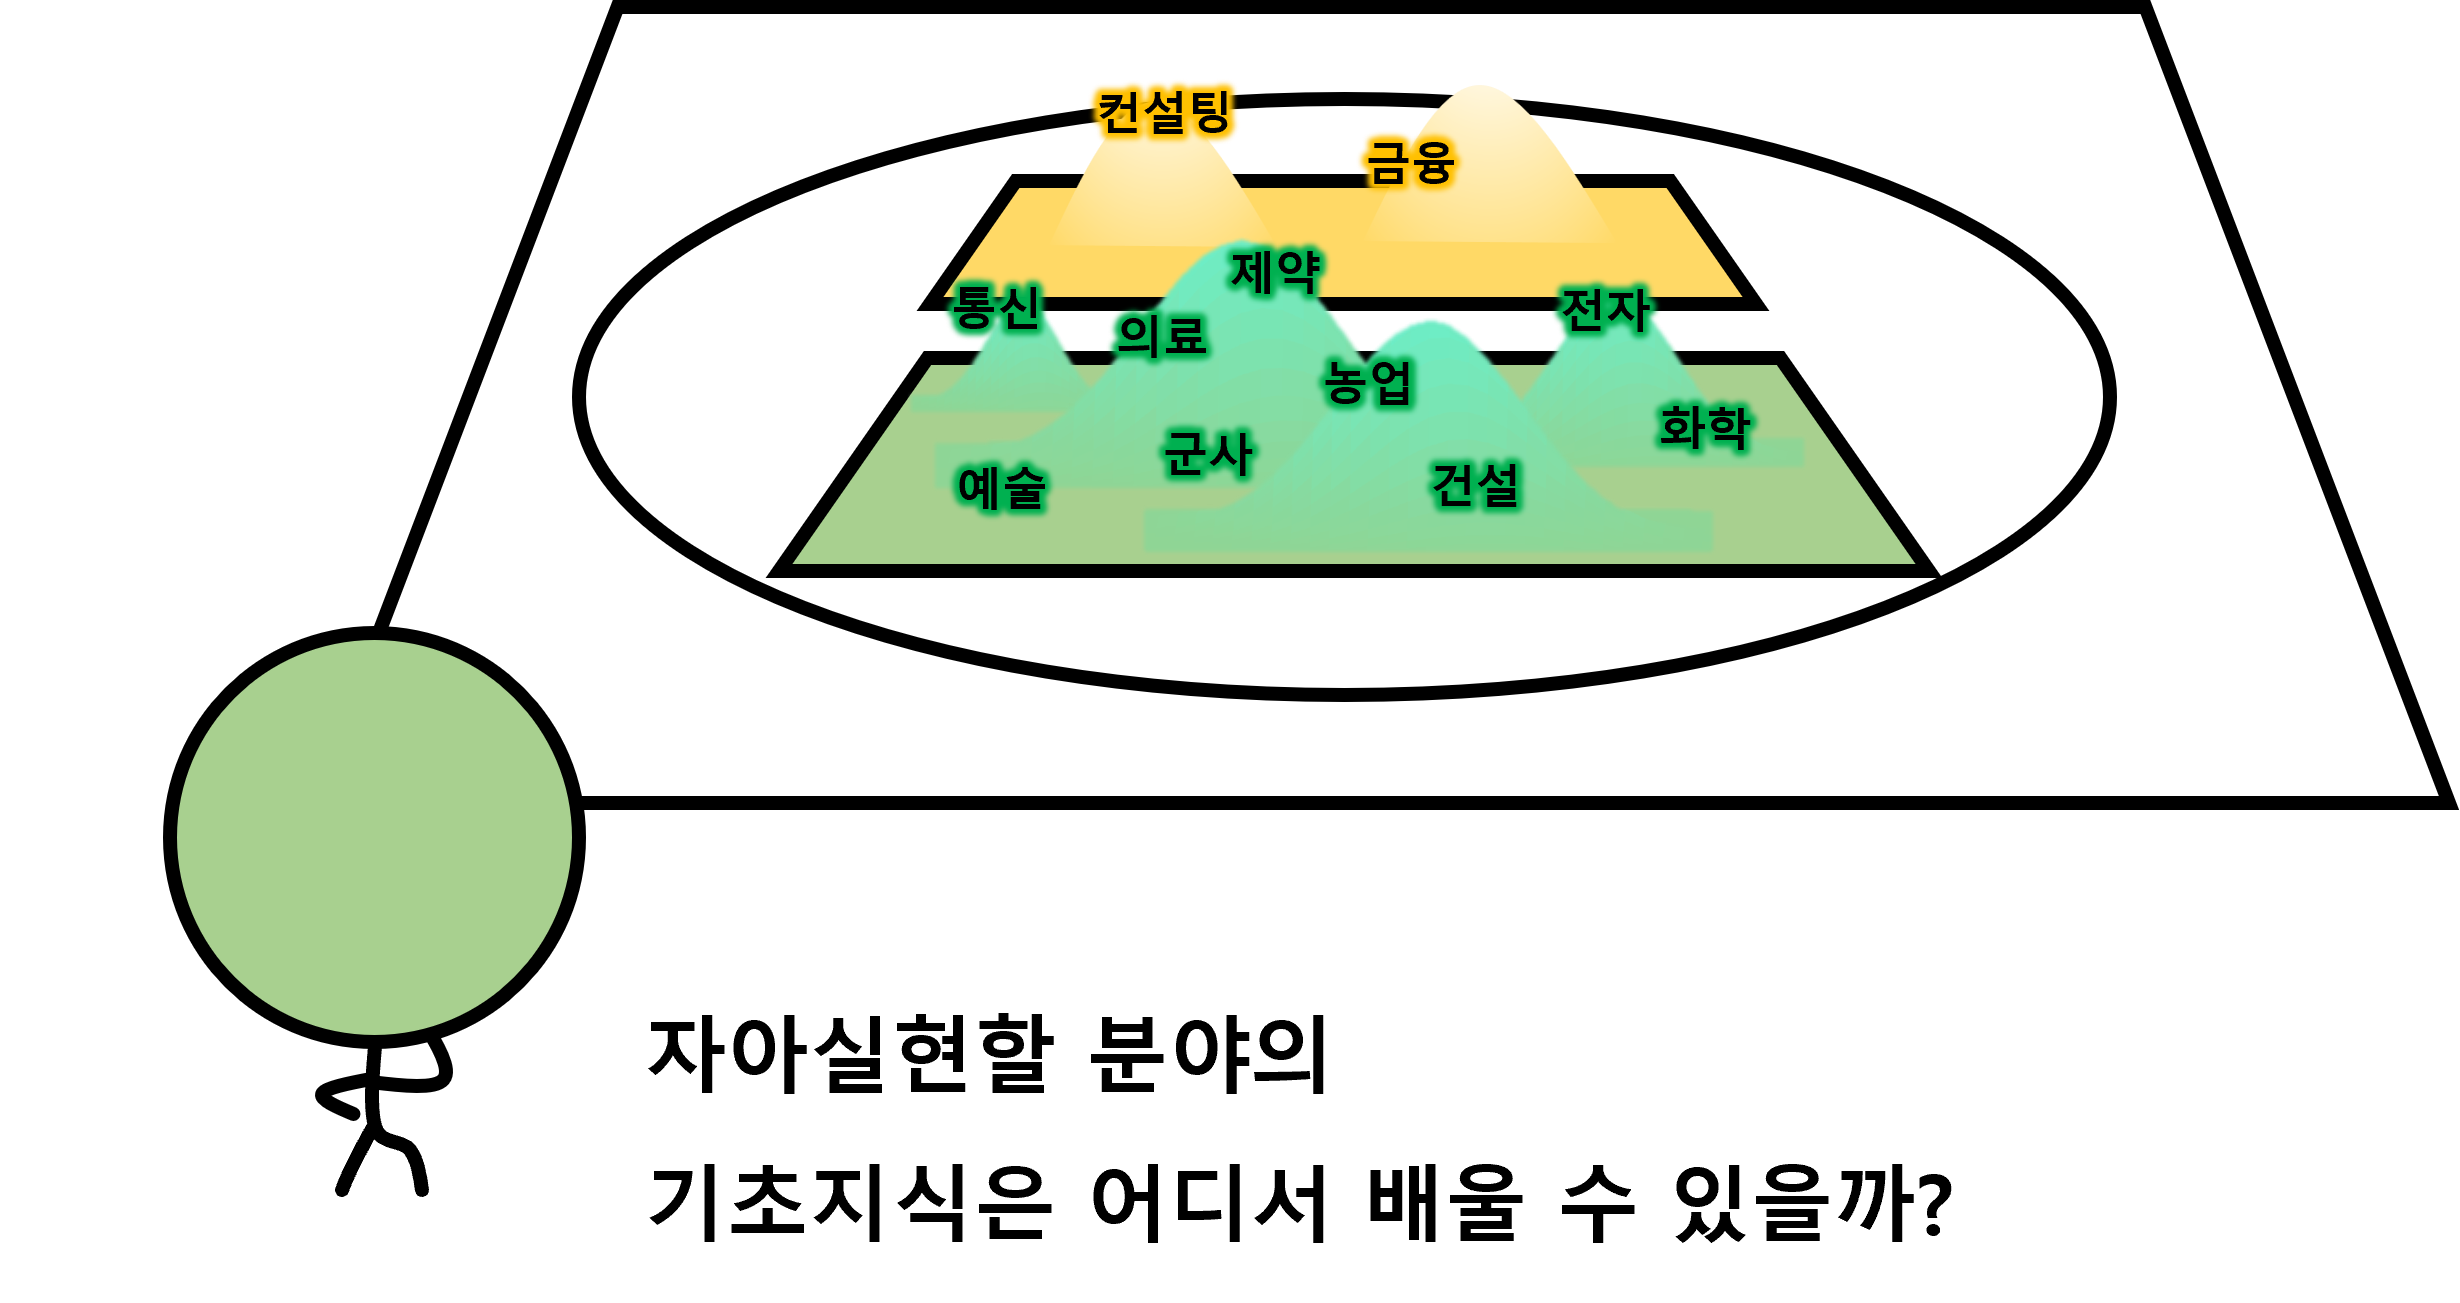 컨설팅
금융
제약
통신
전자
의료
농업
화학
군사
예술
건설
자아실현할 분야의
기초지식은 어디서 배울 수 있을까?